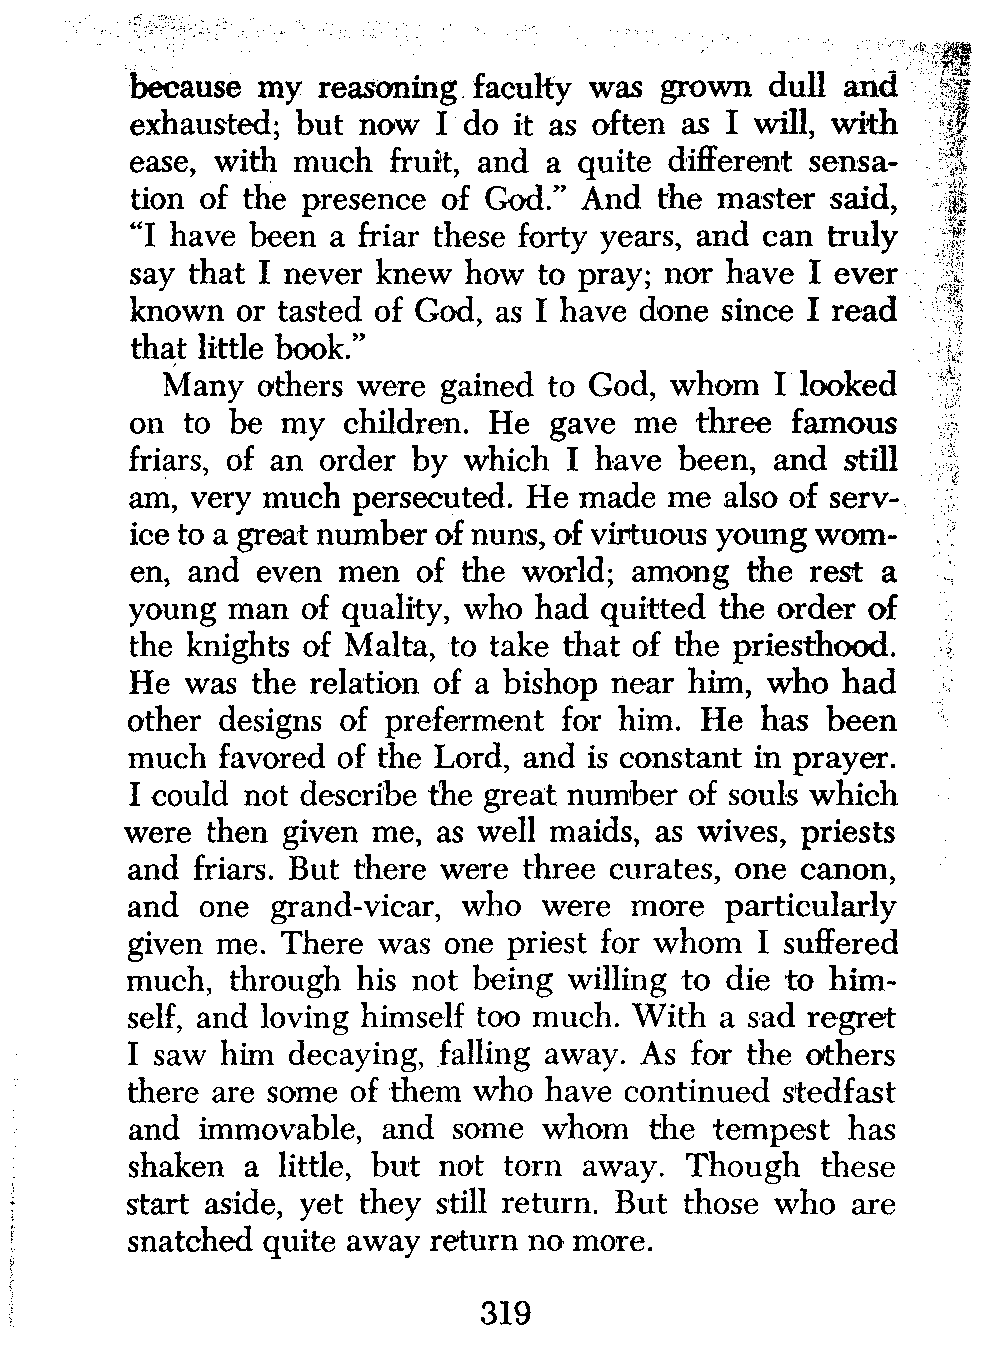 because my reasoning faculty was grown dull and
exhausted; but now I do it as often as I will, with
ease, with much fruit, and a quite different sensa-
tion of the presence of God.” And the master said,
“I have been a friar these forty years, and can truly
say that I never knew how to pray; nor have I ever
known or tasted of God, as I have done since I read
that little book.”
Many others were gained to God, whom I looked
on to be my children. He gave me three famous
friars, of an order by which I have been, and still
am, very much persecuted. He made me also of serv-
ice to a great number of nuns, of virtuous young wom-
en, and even men of the world; among the rest a
young man of quality, who had quitted the order of
the knights of Malta, to take that of the priesthood.
He was the relation of a bishop near him, who had
other designs of preferment for him. He has been
much favored of the Lord, and is constant in prayer.
I could not describe the great number of souls which
were then given me, as well maids, as wives, priests
and friars. But there were three curates, one canon,
and one grand-vicar, who were more particularly
given me. There was one priest for whom I suffered
much, through his not being willing to die to him-
self, and loving himself too much. With a sad regret
I saw him decaying, falling away. As for the others
there are some of them who have continued stedfast
and immovable, and some whom the tempest has
shaken a little, but not torn away. Though these
start aside, yet they still return. But those who are
snatched quite away return no more.
319